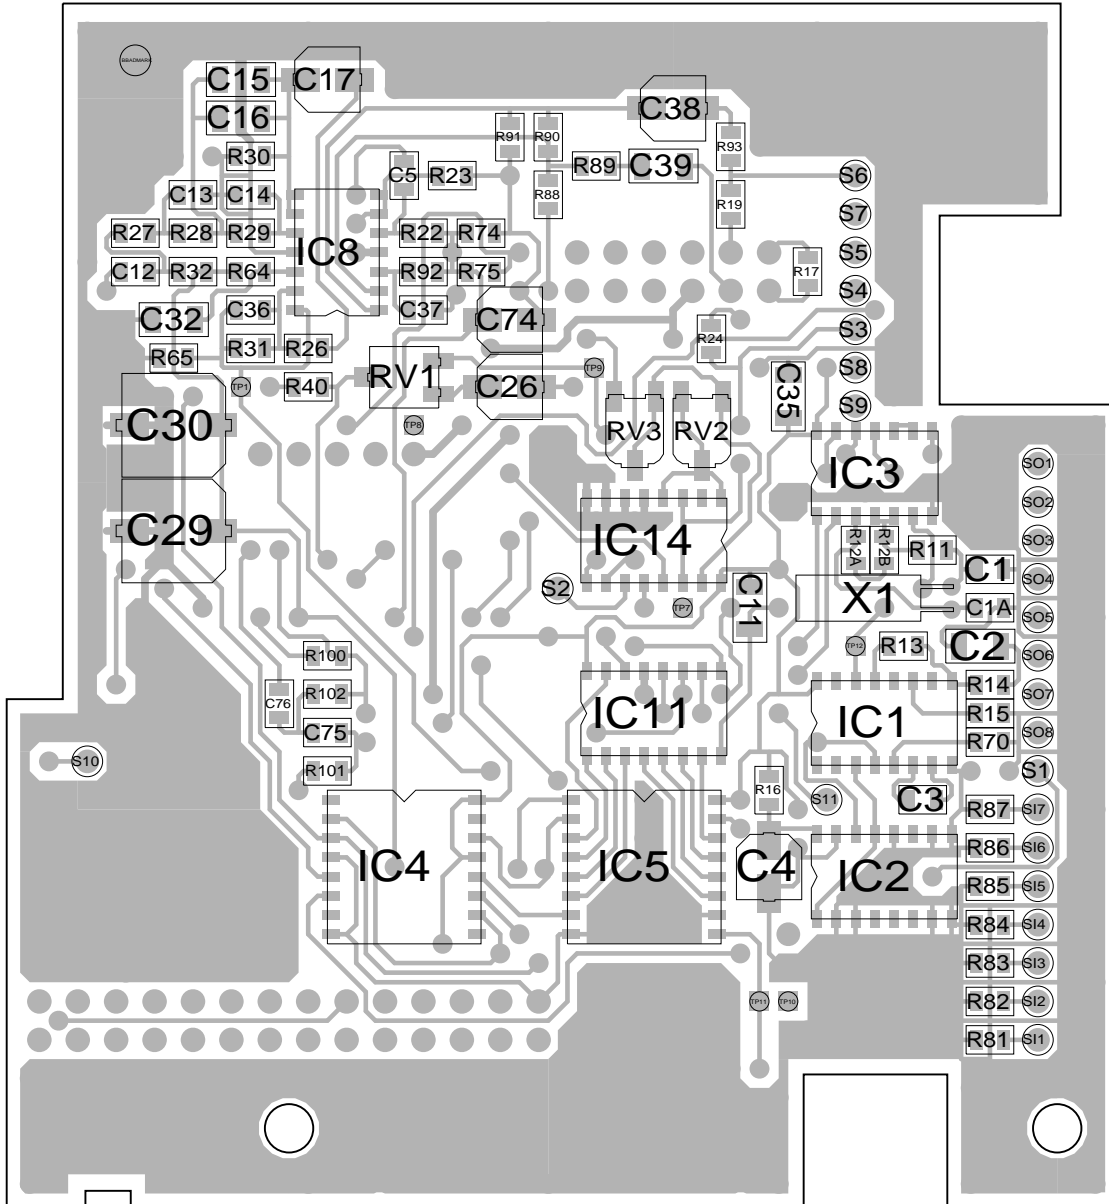 BBADMARK
C15 C17
C16 C38
R91 R90 R93
R30 C5 R23 R89 C39 S6
C13 C14 R88 R19 S7
R27 R28 R29 IC8 R22 R74 S5
C12 R32 R64 R92 R75 R17 S4
C32 C36 C37 C74 S3
R65 R31 R26 R24
TP1 R40 RV1 C26 TP9 C35 S8
C30 TP8 RV3 RV2 S9
IC3 SO1
SO2
C29 IC14 R12A R12B R11 SO3
S2 C11 X1 C1 SO4
TP7 C1A SO5
R100 TP12 R13 C2 SO6
C76 R102 R14 SO7
C75 IC11 IC1 R15 SO8
S10 R101 R70 S1
R16 S11 C3 R87 SI7
R86 SI6
IC4 IC5 C4 IC2 R85 SI5
R84 SI4
R83 SI3
TP11 TP10 R82 SI2
R81 SI1